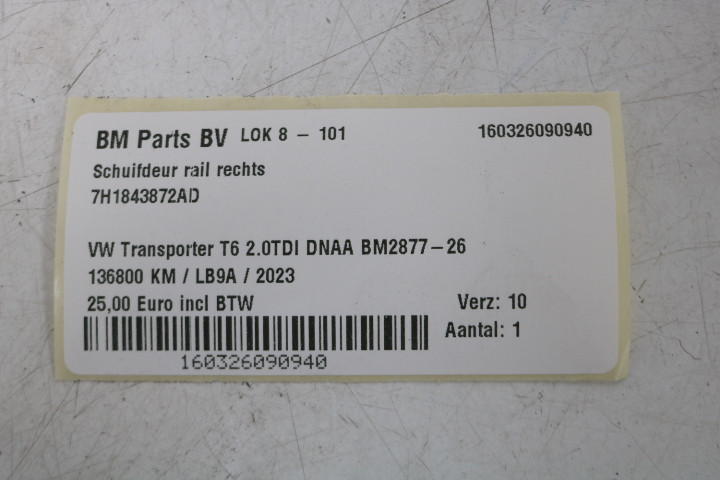 BM Parts BV LOK 8 - 101 160326090940
Schuifdeur rail rechts
7H1843872AD
VW Transporter T6 2.0TDI DNAA BM2877-26
136800 KM / LB9A / 2023
25,00 Euro incl BTW Verz: 10
Aantal: 1
160326090940